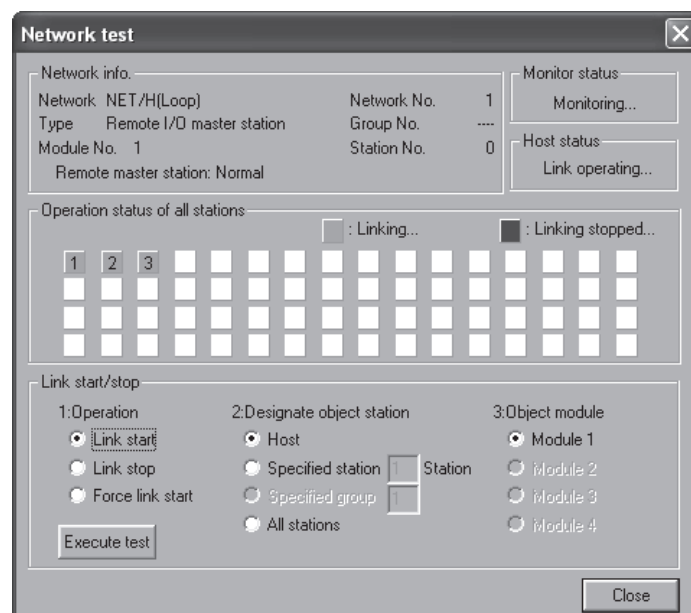 Network test
Network info.
Network NET/H(Loop)
Network No. 1
Type Remote I/O master station
Group No. ----
Module No. 1
Station No. 0
Remote master station: Normal
Monitor status
Monitoring...
Host status
Link operating...
Operation status of all stations
: Linking...
: Linking stopped...
1 2 3
Link start/stop
1:Operation
Link start
Link stop
Force link start
Execute test
2:Designate object station
Host
Specified station 1 Station
Specified group 1
All stations
3:Object module
Module 1
Module 2
Module 3
Module 4
Close